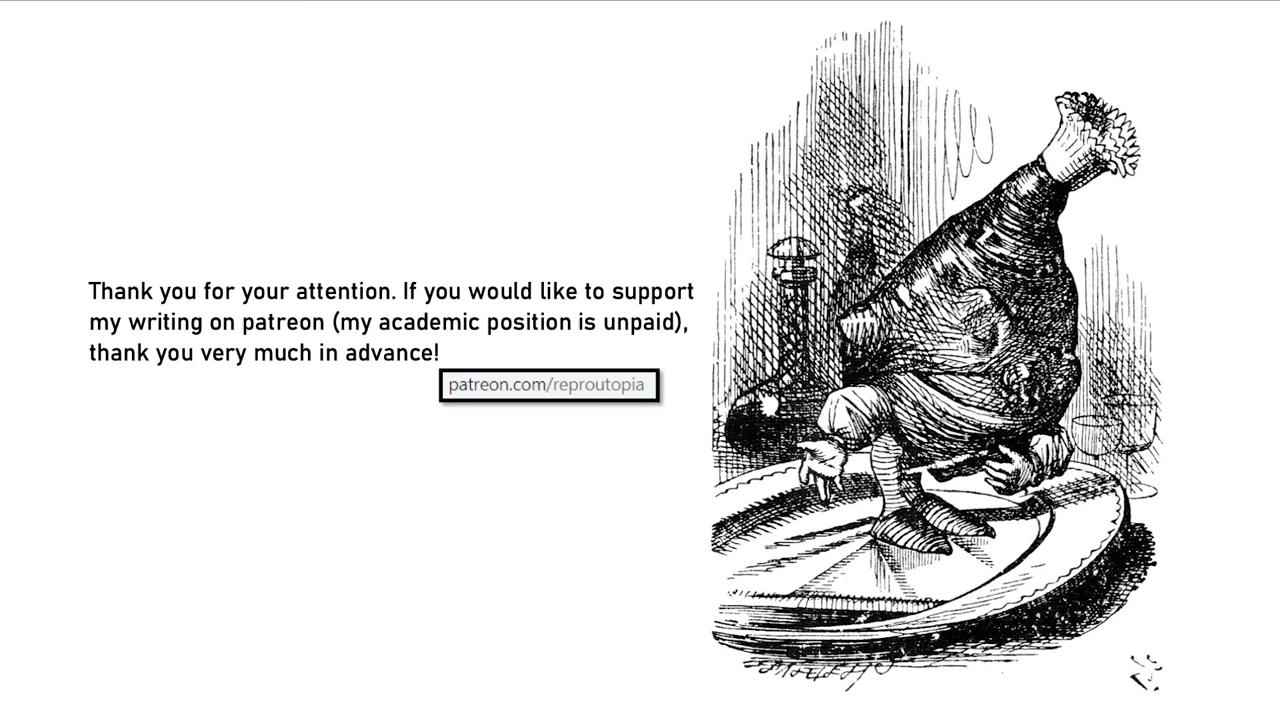 Thank you for your attention. If you would like to support
my writing on patreon (my academic position is unpaid),
thank you very much in advance!
patreon.com/reproutopia